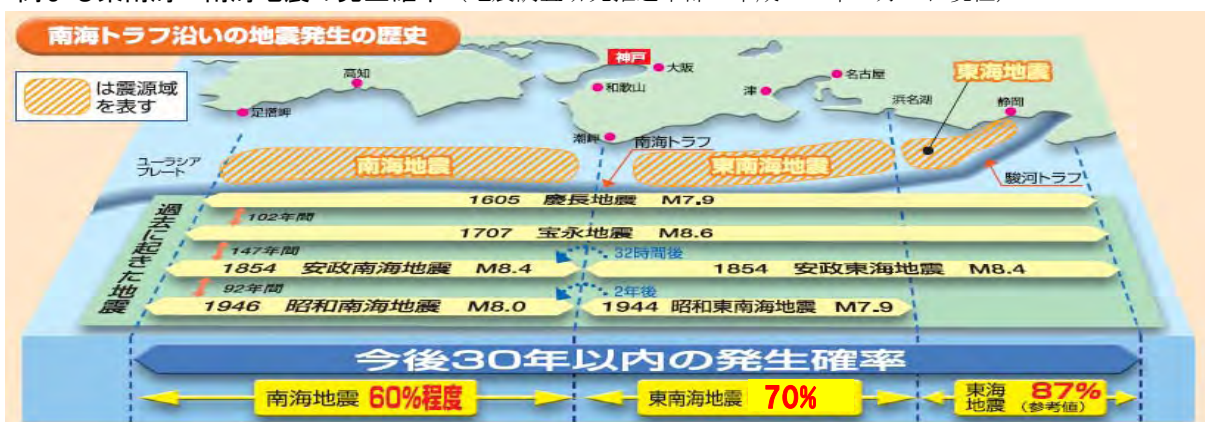 南海トラフ沿いの地震発生の歴史
は震源域
を表す
高知
足摺岬
神戸
大阪
和歌山
潮岬
津
名古屋
浜名湖
静岡
東海地震
ユーラシア
プレート
南海地震
南海トラフ
東南海地震
駿河トラフ
過去に起きた地震
1605 慶長地震 M7.9
102年間
1707 宝永地震 M8.6
147年間
32時間後
1854 安政南海地震 M8.4
1854 安政東海地震 M8.4
92年間
2年後
1946 昭和南海地震 M8.0
1944 昭和東南海地震 M7.9
今後30年以内の発生確率
南海地震 60%程度
東南海地震 70%
東海
地震
87%
(参考値)